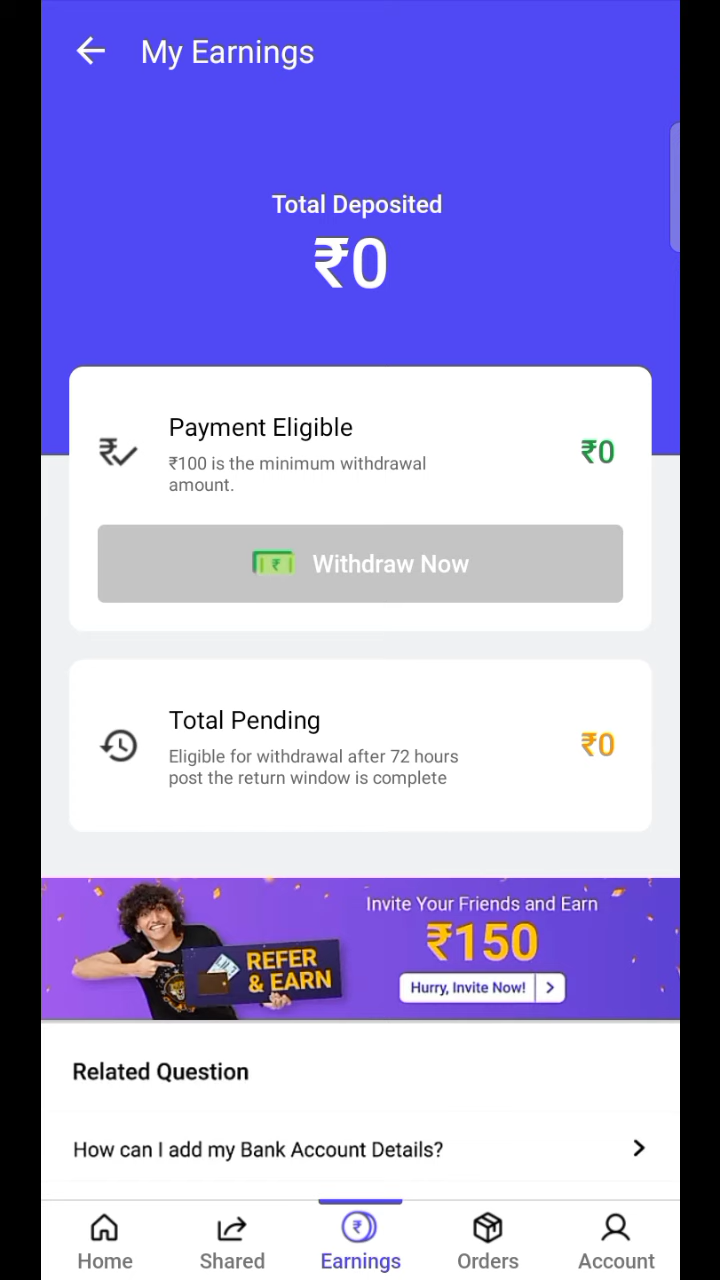 My Earnings
Total Deposited
₹0
Payment Eligible
₹100 is the minimum withdrawal
amount.
₹0
Withdraw Now
Total Pending
Eligible for withdrawal after 72 hours
post the return window is complete
₹0
REFER
& EARN
Invite Your Friends and Earn
₹150
Hurry, Invite Now!
Related Question
How can I add my Bank Account Details?
Home
Shared
Earnings
Orders
Account